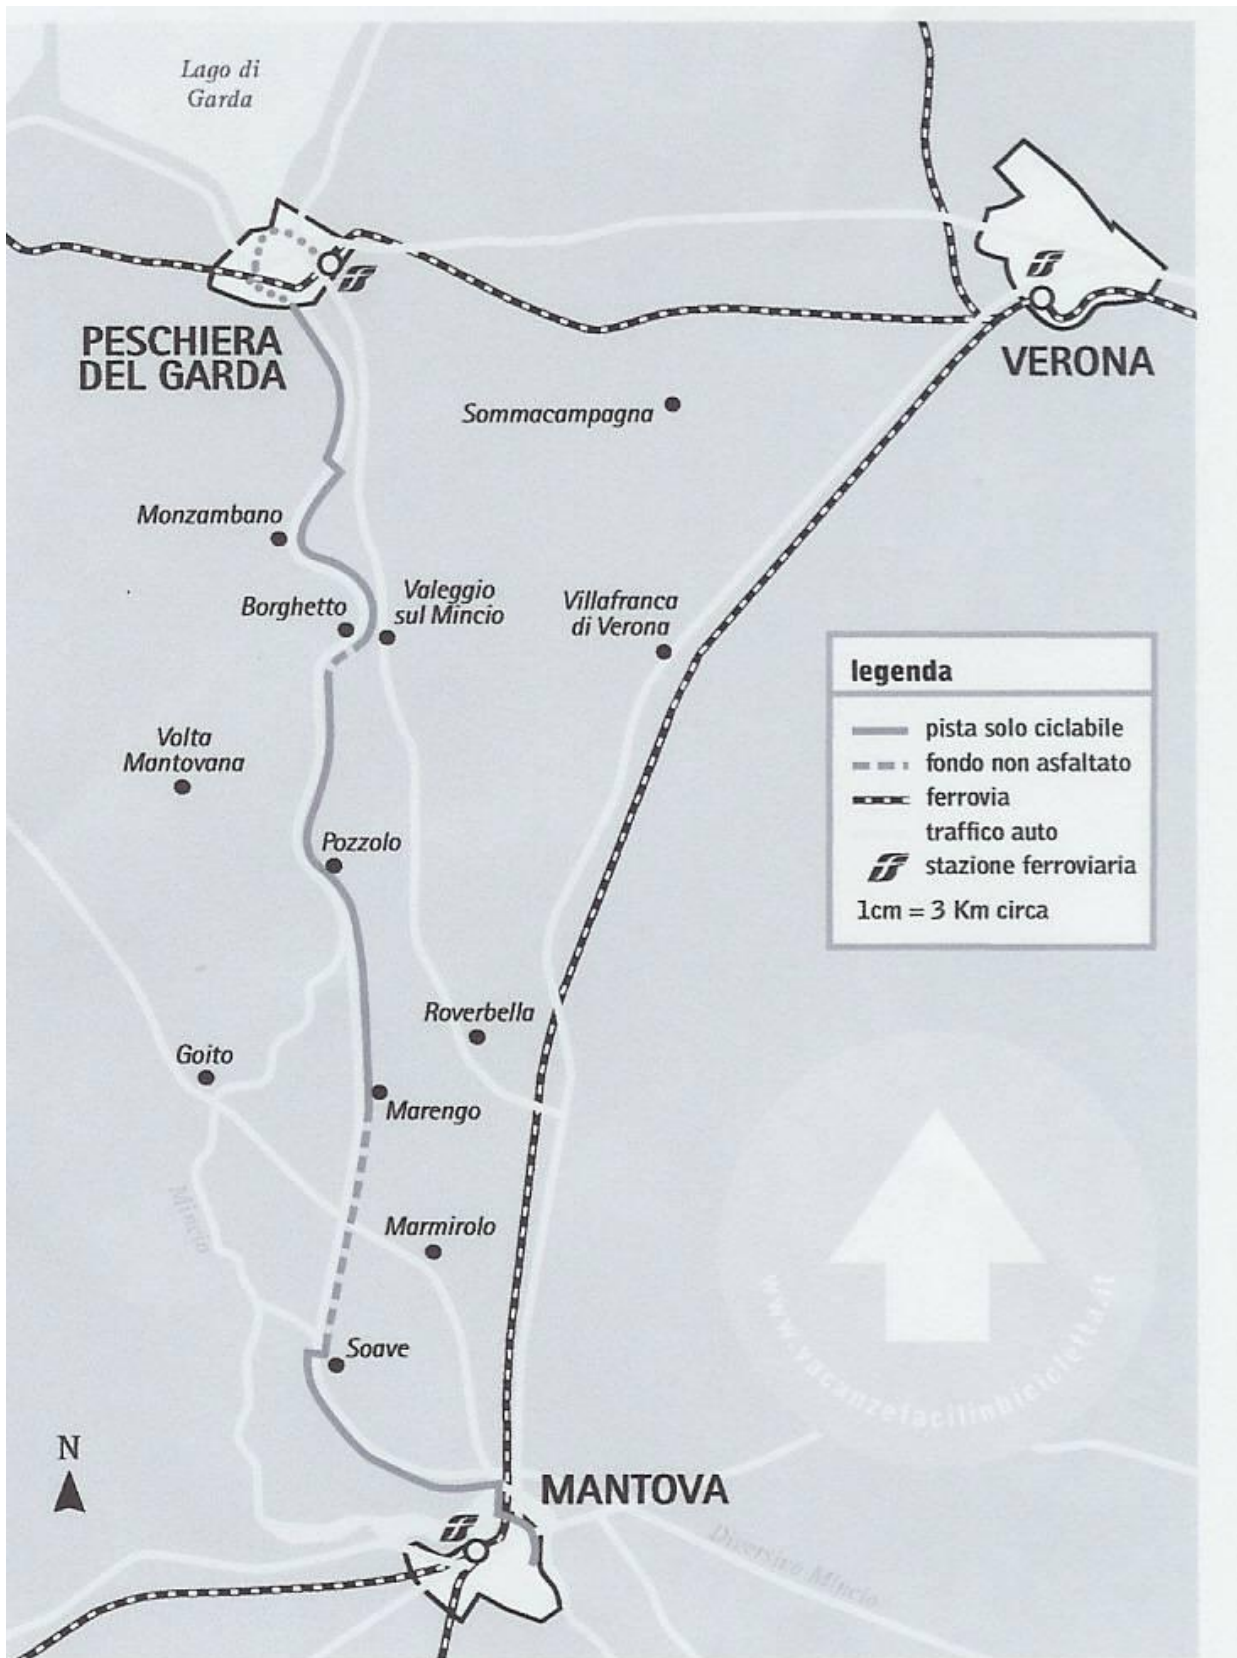 Lago di
Garda
PESCHIERA
DEL GARDA
VERONA
Sommacampagna
Monzambano
Borghetto
Valeggio
sul Mincio
Villafranca
di Verona
legenda
pista solo ciclabile
fondo non asfaltato
ferrovia
traffico auto
stazione ferroviaria
1cm = 3 Km circa
Volta
Mantovana
Pozzolo
Roverbella
Goito
Marengo
Mincio
Marmirolo
www.vacanzefacilinbicicletta.it
Soave
N
MANTOVA
Diversivo Mincio